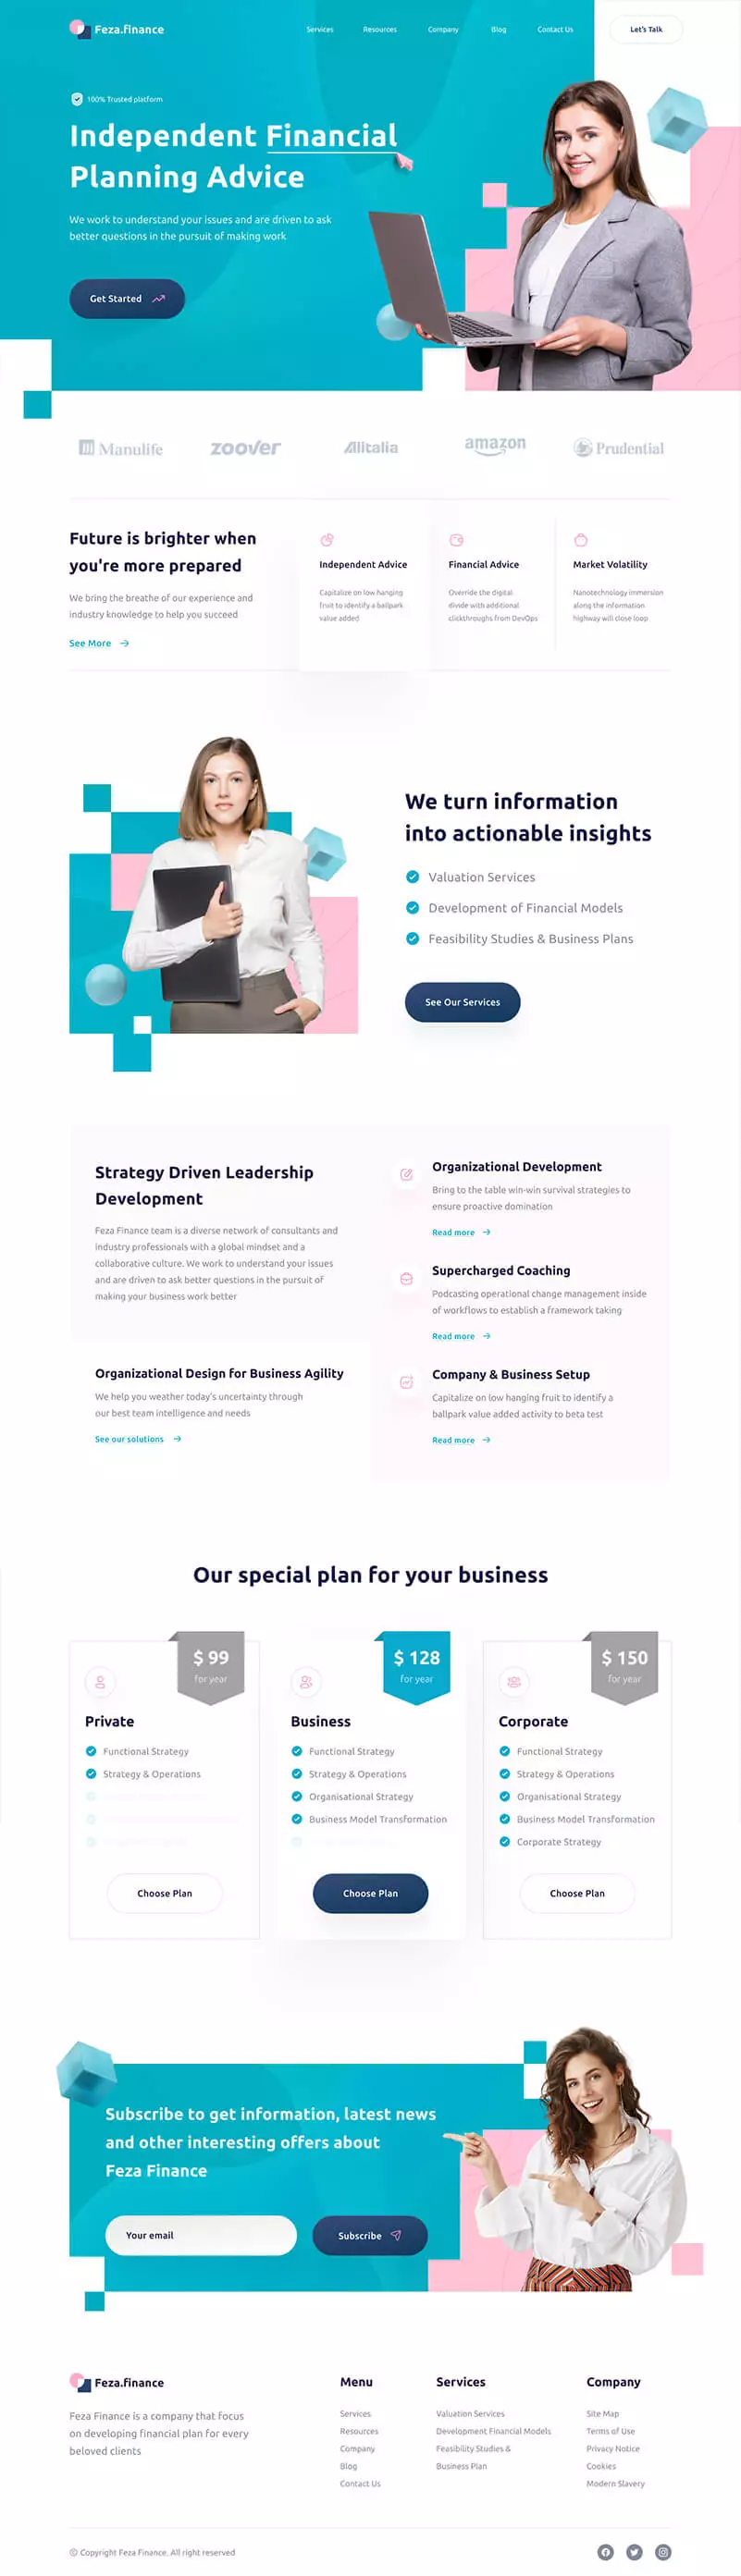 Feza.finance
Services Resources Company Blog Contact Us Let's Talk
100% Trusted platform
Independent Financial
Planning Advice
We work to understand your issues and are driven to ask
better questions in the pursuit of making work
Get Started
Manulife zoover Alitalia amazon Prudential
Future is brighter when
you're more prepared
We bring the breathe of our experience and
industry knowledge to help you succeed
See More
Independent Advice
Capitalize on low hanging
fruit to identify a ballpark
value added
Financial Advice
Override the digital
divide with additional
clickthroughs from DevOps
Market Volatility
Nanotechnology immersion
along the information
highway will close loop
We turn information
into actionable insights
Valuation Services
Development of Financial Models
Feasibility Studies & Business Plans
See Our Services
Strategy Driven Leadership
Development
Feza Finance team is a diverse network of consultants and
industry professionals with a global mindset and a
collaborative culture. We work to understand your issues
and are driven to ask better questions in the pursuit of
making your business work better
Organizational Design for Business Agility
We help you weather today's uncertainty through
our best team intelligence and needs
See our solutions
Organizational Development
Bring to the table win-win survival strategies to
ensure proactive domination
Read more
Supercharged Coaching
Podcasting operational change management inside
of workflows to establish a framework taking
Read more
Company & Business Setup
Capitalize on low hanging fruit to identify a
ballpark value added activity to beta test
Read more
Our special plan for your business
$ 99
for year
Private
Functional Strategy
Strategy & Operations
Choose Plan
$ 128
for year
Business
Functional Strategy
Strategy & Operations
Organisational Strategy
Business Model Transformation
Choose Plan
$ 150
for year
Corporate
Functional Strategy
Strategy & Operations
Organisational Strategy
Business Model Transformation
Corporate Strategy
Choose Plan
Subscribe to get information, latest news
and other interesting offers about
Feza Finance
Your email
Subscribe
Feza.finance
Feza Finance is a company that focus
on developing financial plan for every
beloved clients
Menu
Services
Resources
Company
Blog
Contact Us
Services
Valuation Services
Development Financial Models
Feasibility Studies &
Business Plan
Company
Site Map
Terms of Use
Privacy Notice
Cookies
Modern Slavery
© Copyright Feza Finance. All right reserved